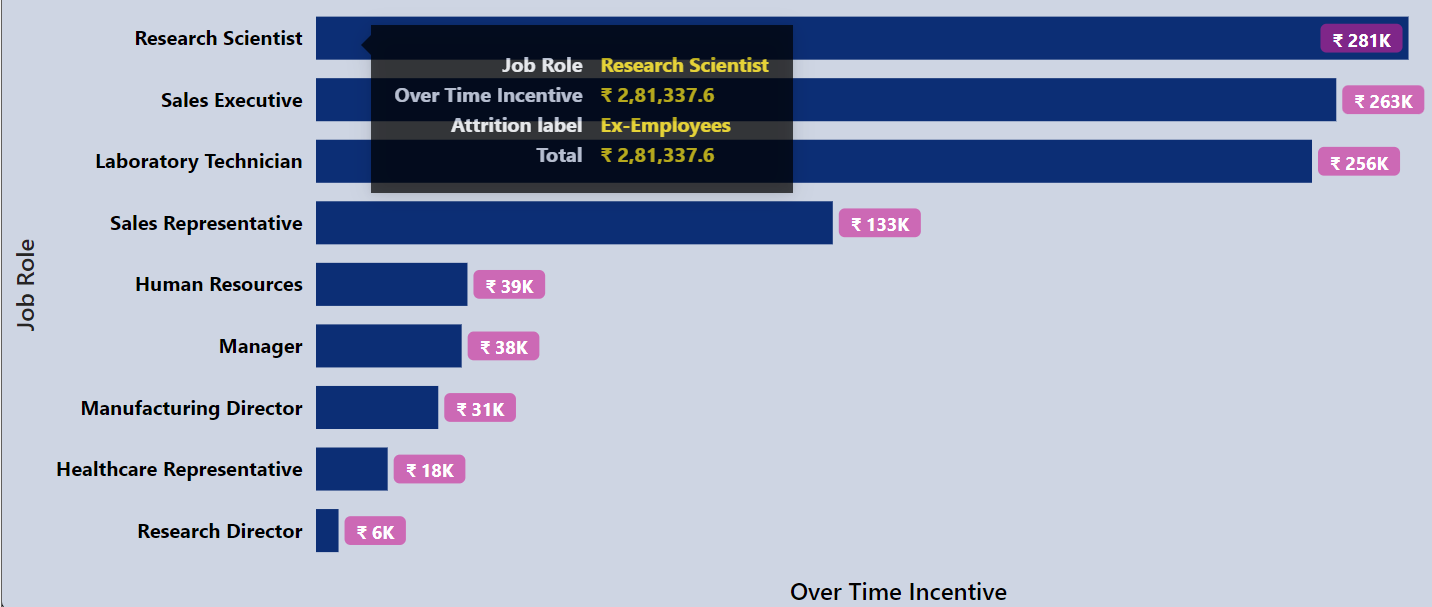 Research Scientist ₹ 281K
Job Role Research Scientist
Sales Executive ₹ 263K
Over Time Incentive ₹ 2,81,337.6
Attrition label Ex-Employees
Total ₹ 2,81,337.6
Laboratory Technician ₹ 256K
Sales Representative ₹ 133K
Human Resources ₹ 39K
Manager ₹ 38K
Manufacturing Director ₹ 31K
Healthcare Representative ₹ 18K
Research Director ₹ 6K
Job Role
Over Time Incentive